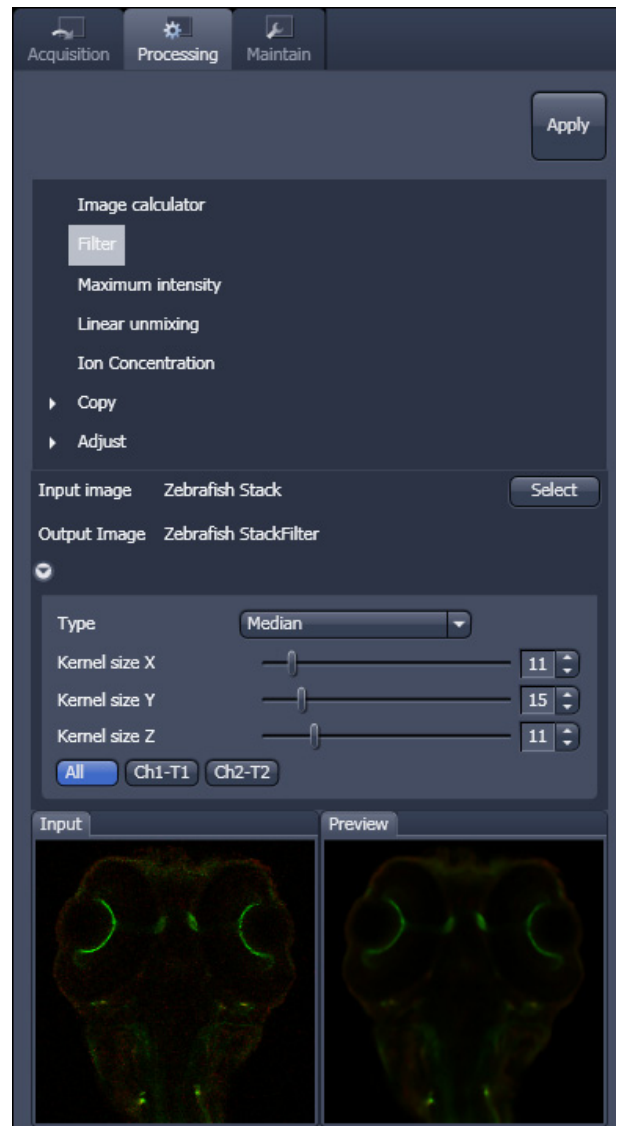 Acquisition Processing Maintain
Apply
Image calculator
Filter
Maximum intensity
Linear unmixing
Ion Concentration
Copy
Adjust
Input image Zebrafish Stack Select
Output Image Zebrafish StackFilter
Type Median
Kernel size X 11
Kernel size Y 15
Kernel size Z 11
All Ch1-T1 Ch2-T2
Input Preview